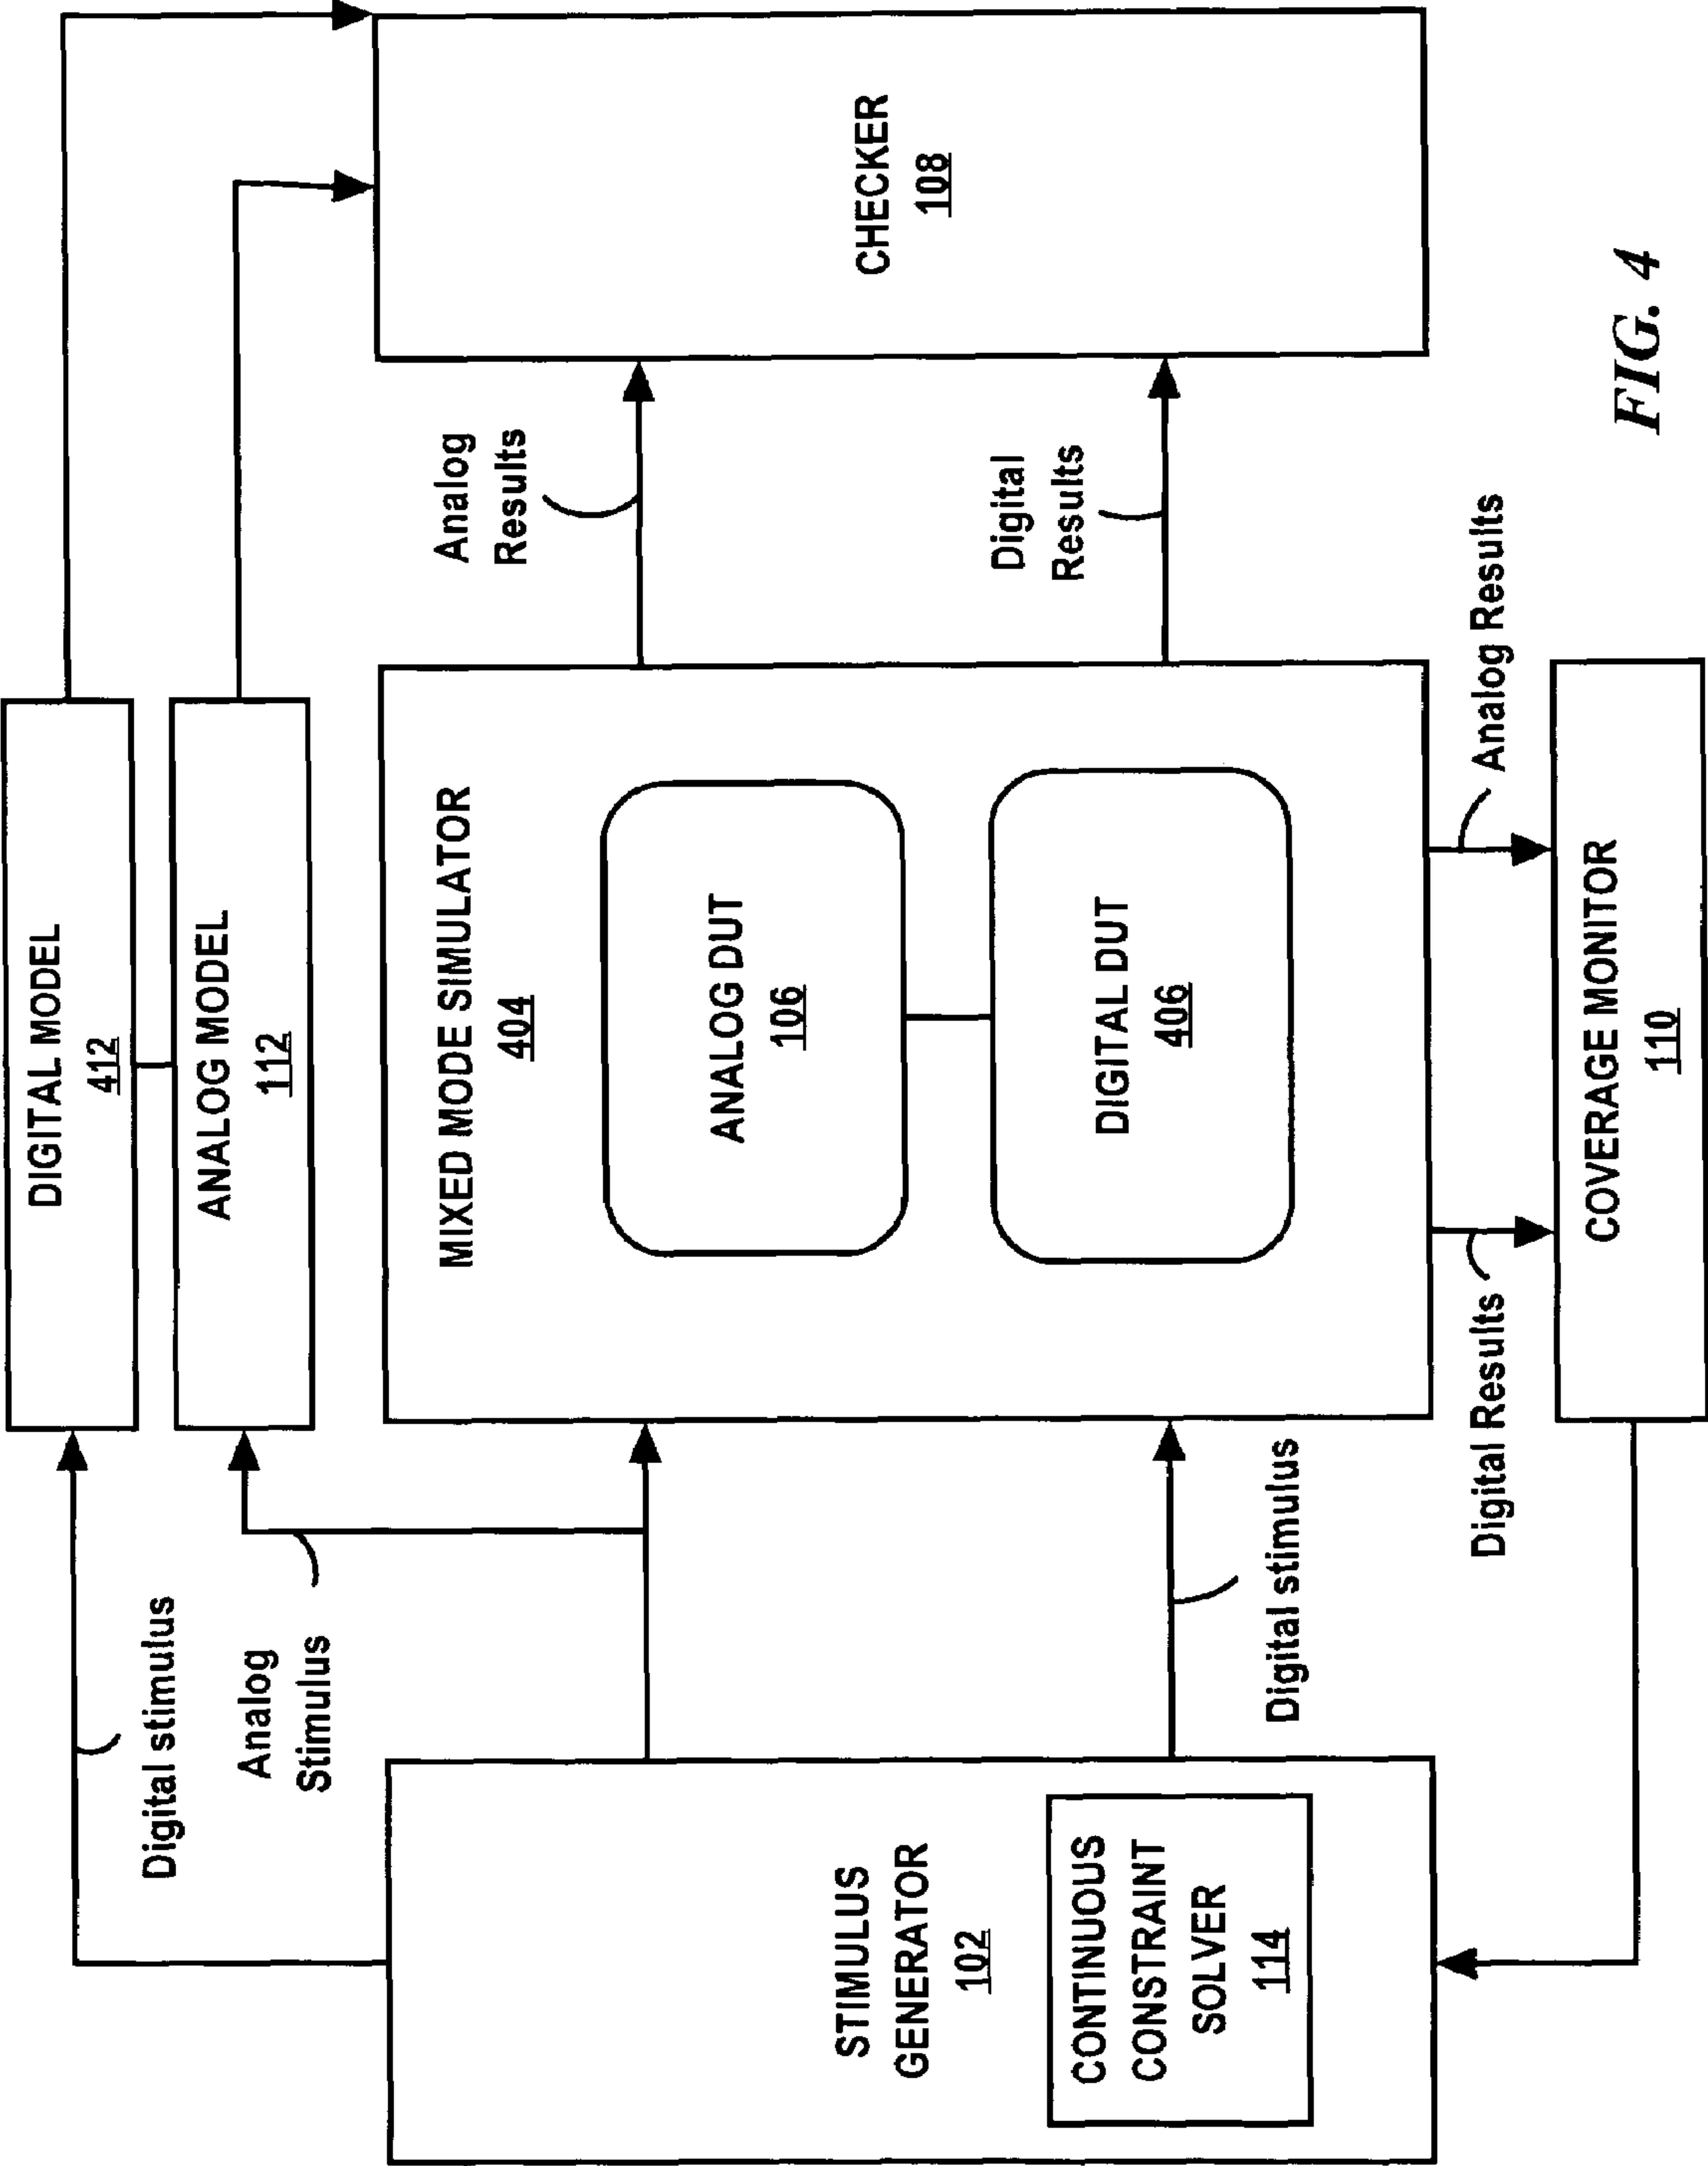 DIGITAL MODEL
412
ANALOG MODEL
112
Digital stimulus
Analog
Stimulus
STIMULUS
GENERATOR
102
CONTINUOUS
CONSTRAINT
SOLVER
114
Digital stimulus
MIXED MODE SIMULATOR
404
ANALOG DUT
106
DIGITAL DUT
406
Analog
Results
Digital
Results
CHECKER
108
Digital Results
Analog Results
COVERAGE MONITOR
110
FIG. 4